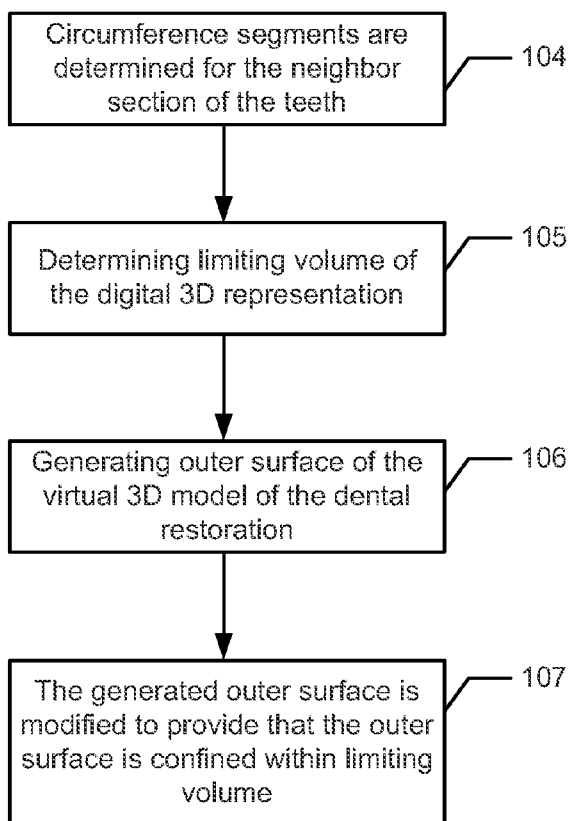 Circumference segments are
determined for the neighbor
section of the teeth
104
Determining limiting volume of
the digital 3D representation
105
Generating outer surface of the
virtual 3D model of the dental
restoration
106
The generated outer surface is
modified to provide that the outer
surface is confined within limiting
volume
107